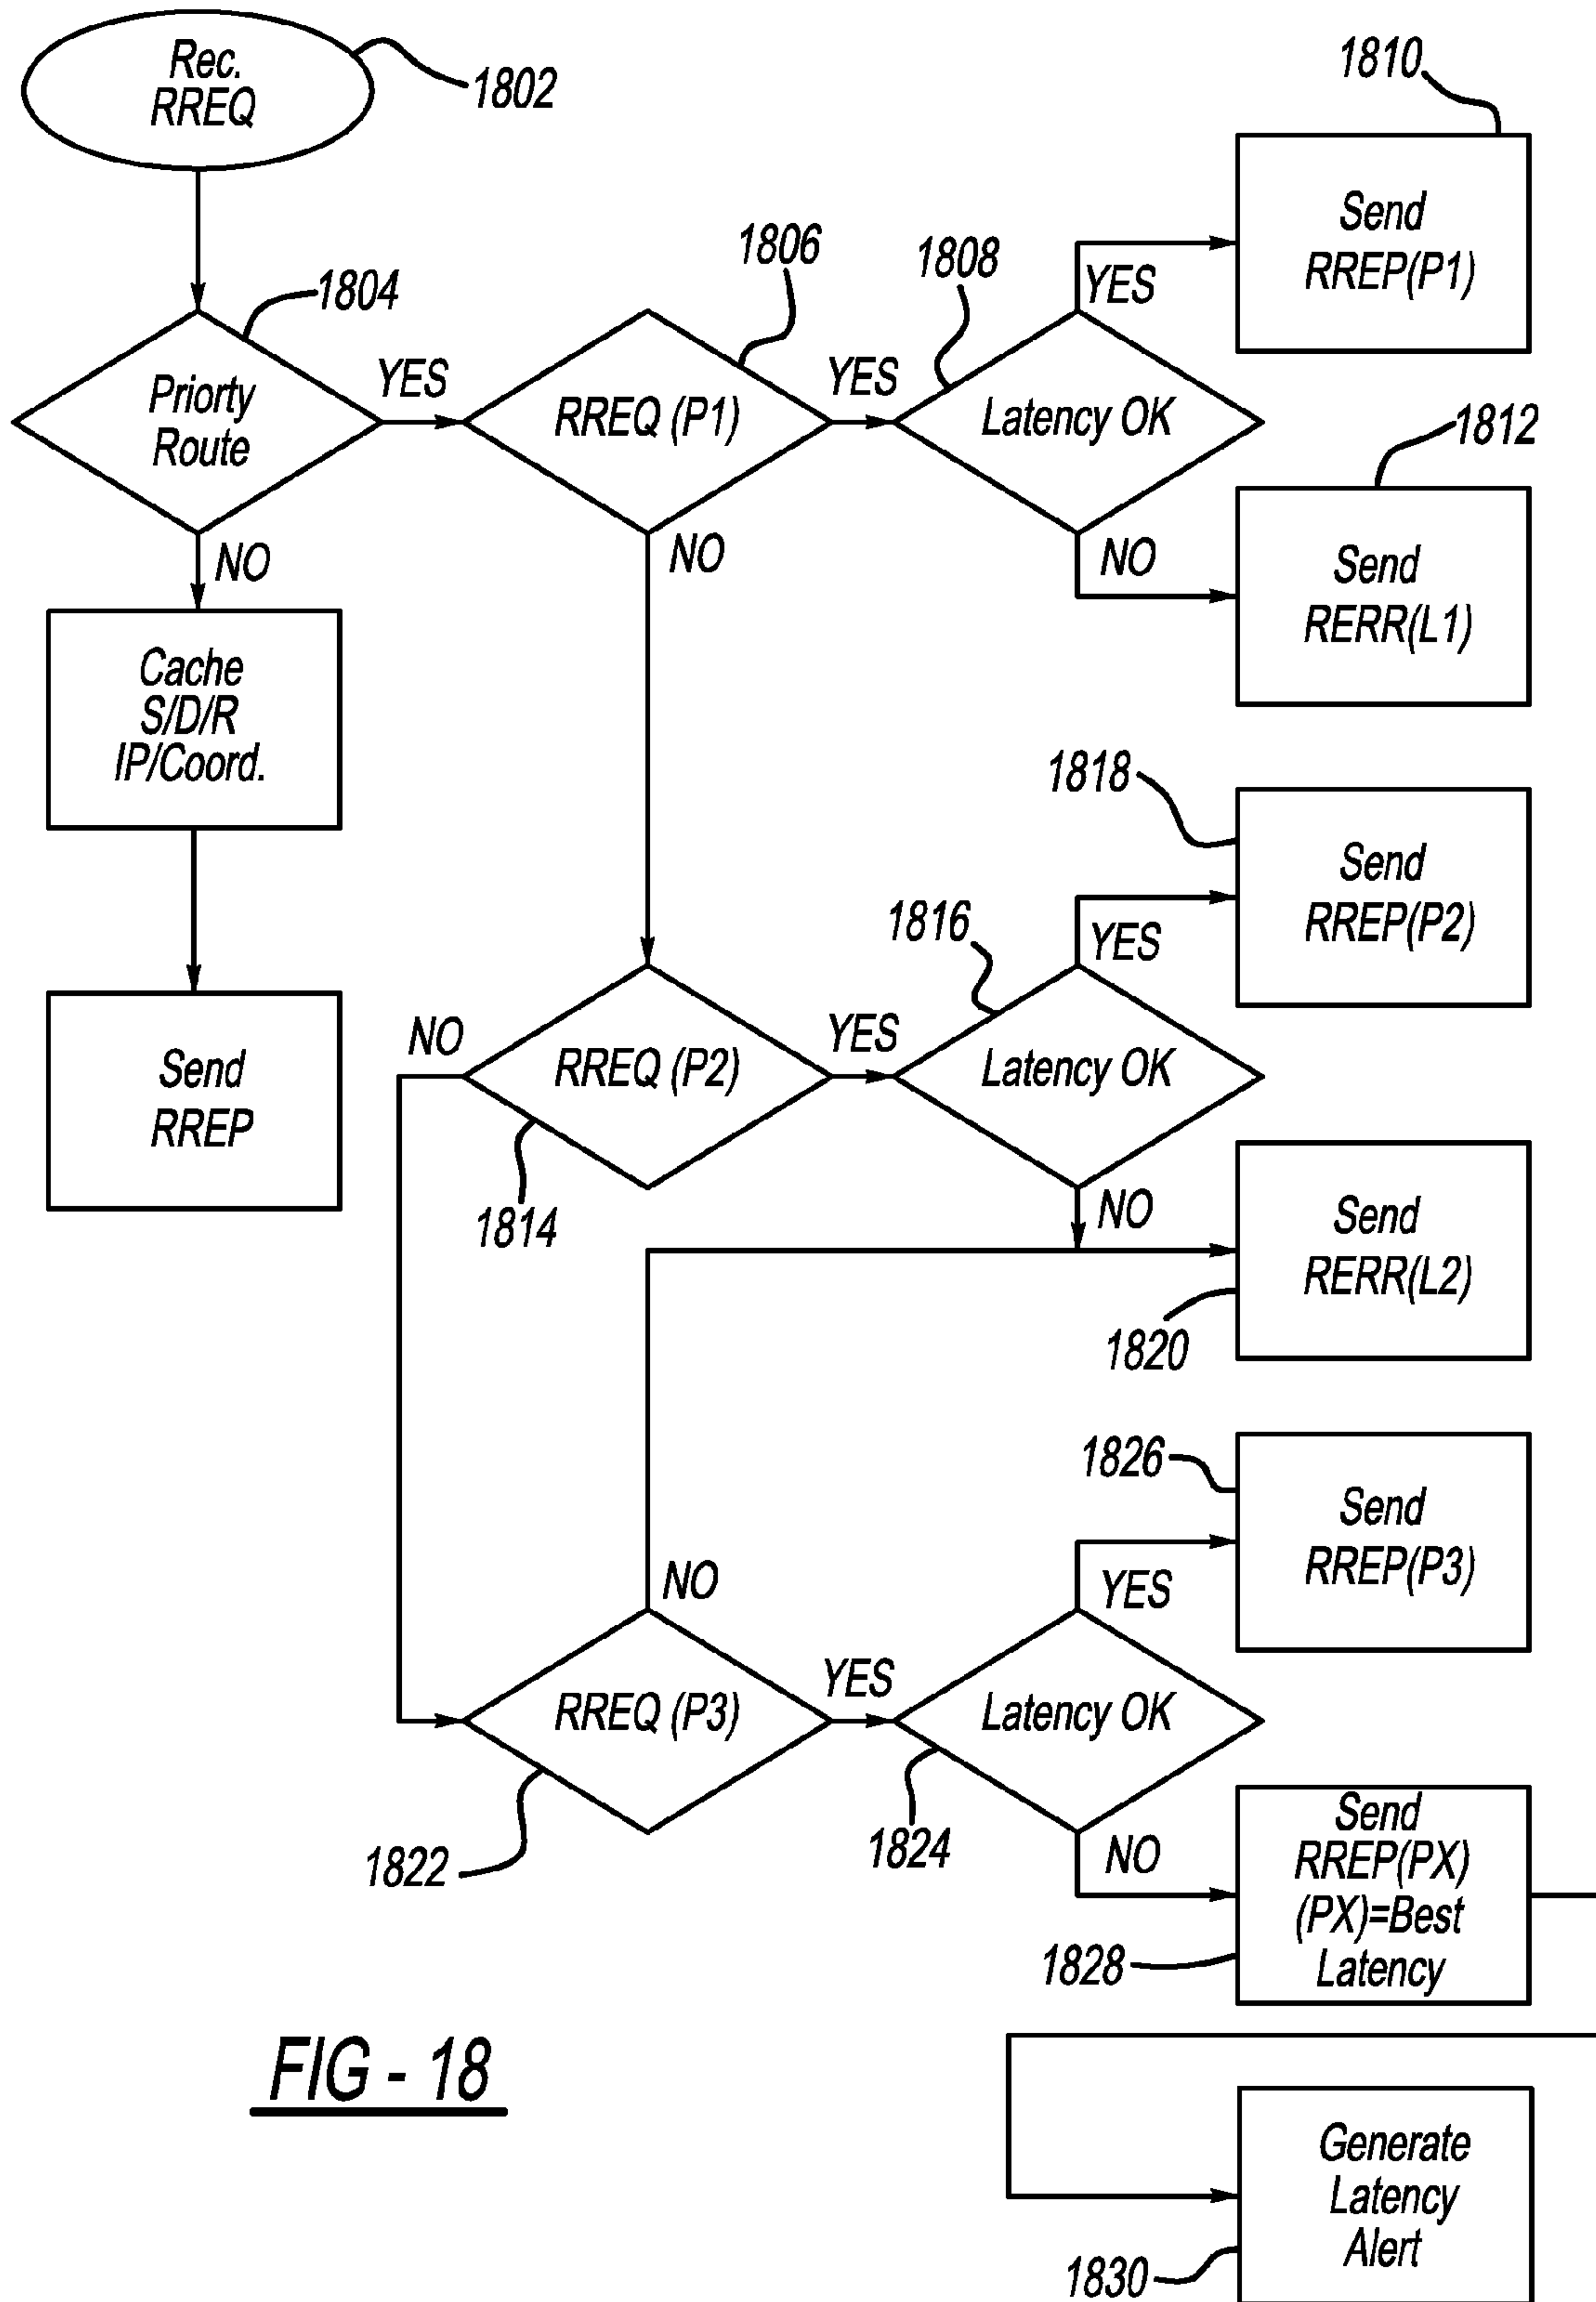 Rec.
RREQ
1802
1810
Send
RREP(P1)
1804
1806
1808
YES
Priorty
Route
YES
RREQ (P1)
YES
Latency OK
1812
NO
NO
NO
Send
RERR(L1)
Cache
S/D/R
IP/Coord.
1818
Send
RREP(P2)
1816
YES
Send
RREP
NO
RREQ (P2)
YES
Latency OK
1814
NO
Send
RERR(L2)
1820
1826
Send
RREP(P3)
NO
YES
RREQ (P3)
YES
Latency OK
1822
1824
NO
Send
RREP(PX)
(PX)=Best
Latency
1828
FIG - 18
Generate
Latency
Alert
1830